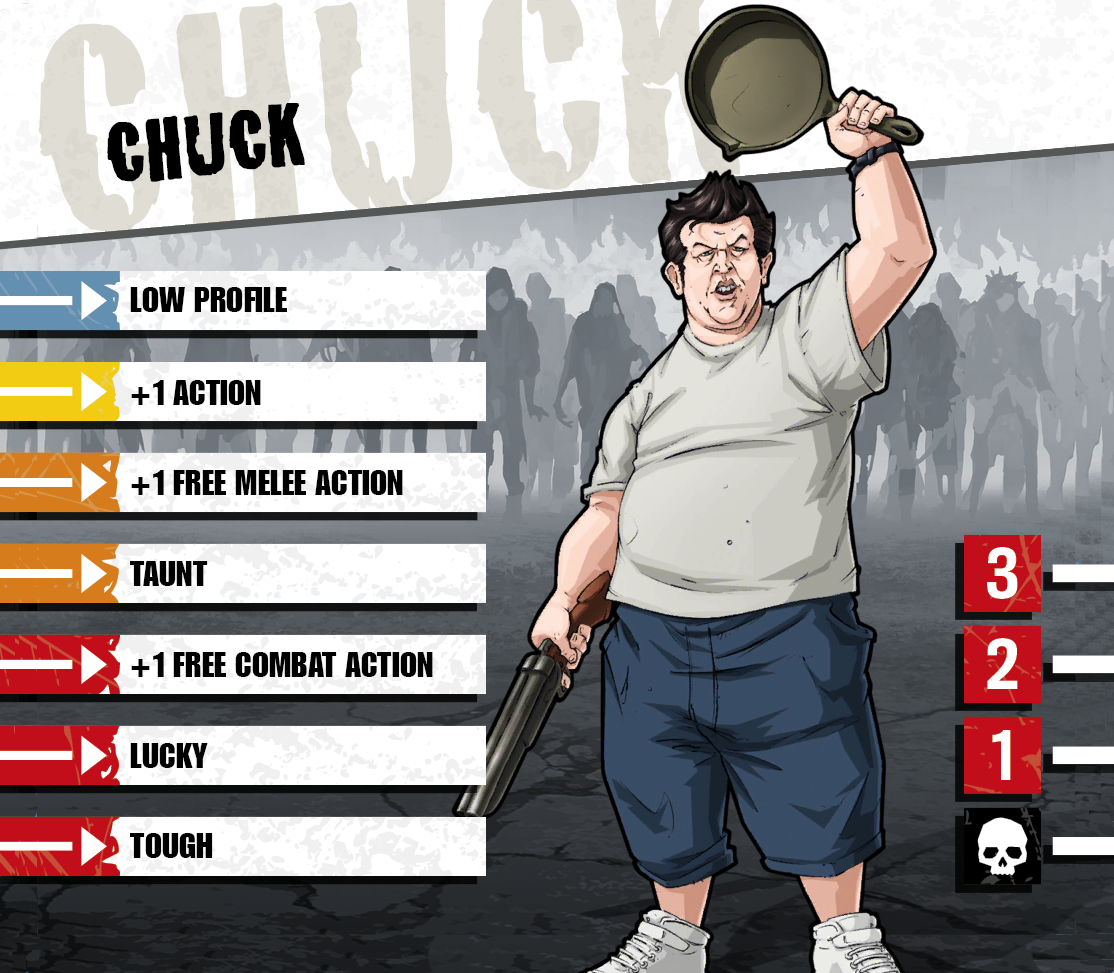 CHUCK
CHUCK
LOW PROFILE
+1 ACTION
+1 FREE MELEE ACTION
TAUNT
+1 FREE COMBAT ACTION
LUCKY
TOUGH
3
2
1